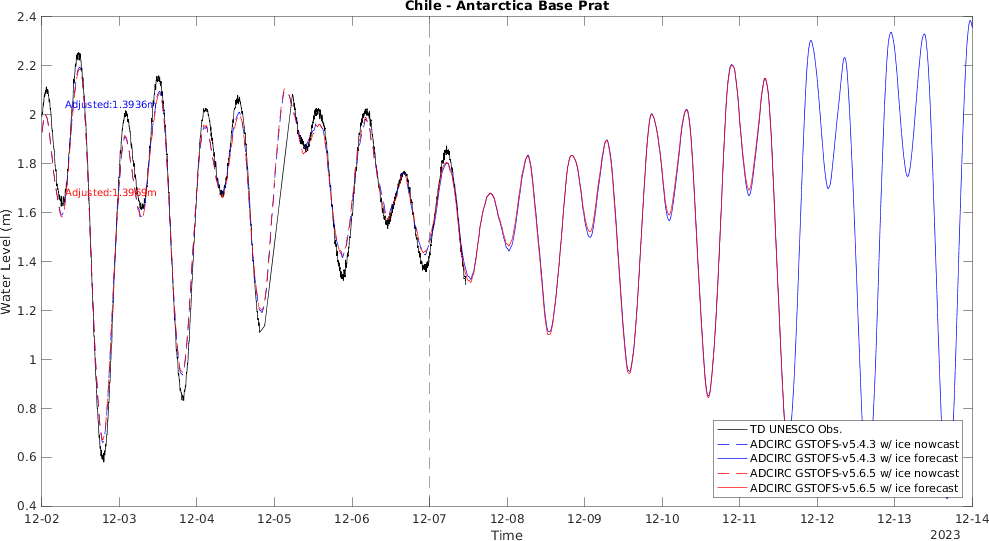 Chile - Antarctica Base Prat
2.4
2.2
2
1.8
1.6
1.4
1.2
1
0.8
0.6
0.4
Water Level (m)
Adjusted:1.3936m
Adjusted:1.3969m
TD UNESCO Obs.
ADCIRC GSTOFS-v5.4.3 w/ ice nowcast
ADCIRC GSTOFS-v5.4.3 w/ ice forecast
ADCIRC GSTOFS-v5.6.5 w/ ice nowcast
ADCIRC GSTOFS-v5.6.5 w/ ice forecast
12-02 12-03 12-04 12-05 12-06 12-07 12-08 12-09 12-10 12-11 12-12 12-13 12-14
Time
2023